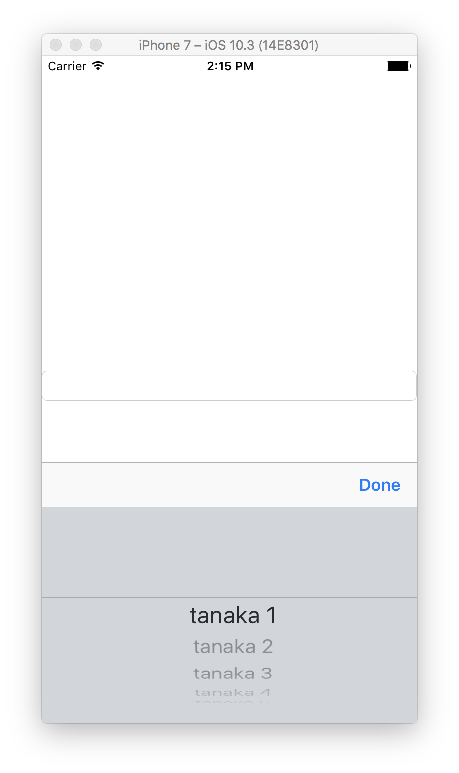 iPhone 7 – iOS 10.3 (14E8301)
Carrier 2:15 PM
Done
tanaka 1
tanaka 2
tanaka 3
tanaka 4